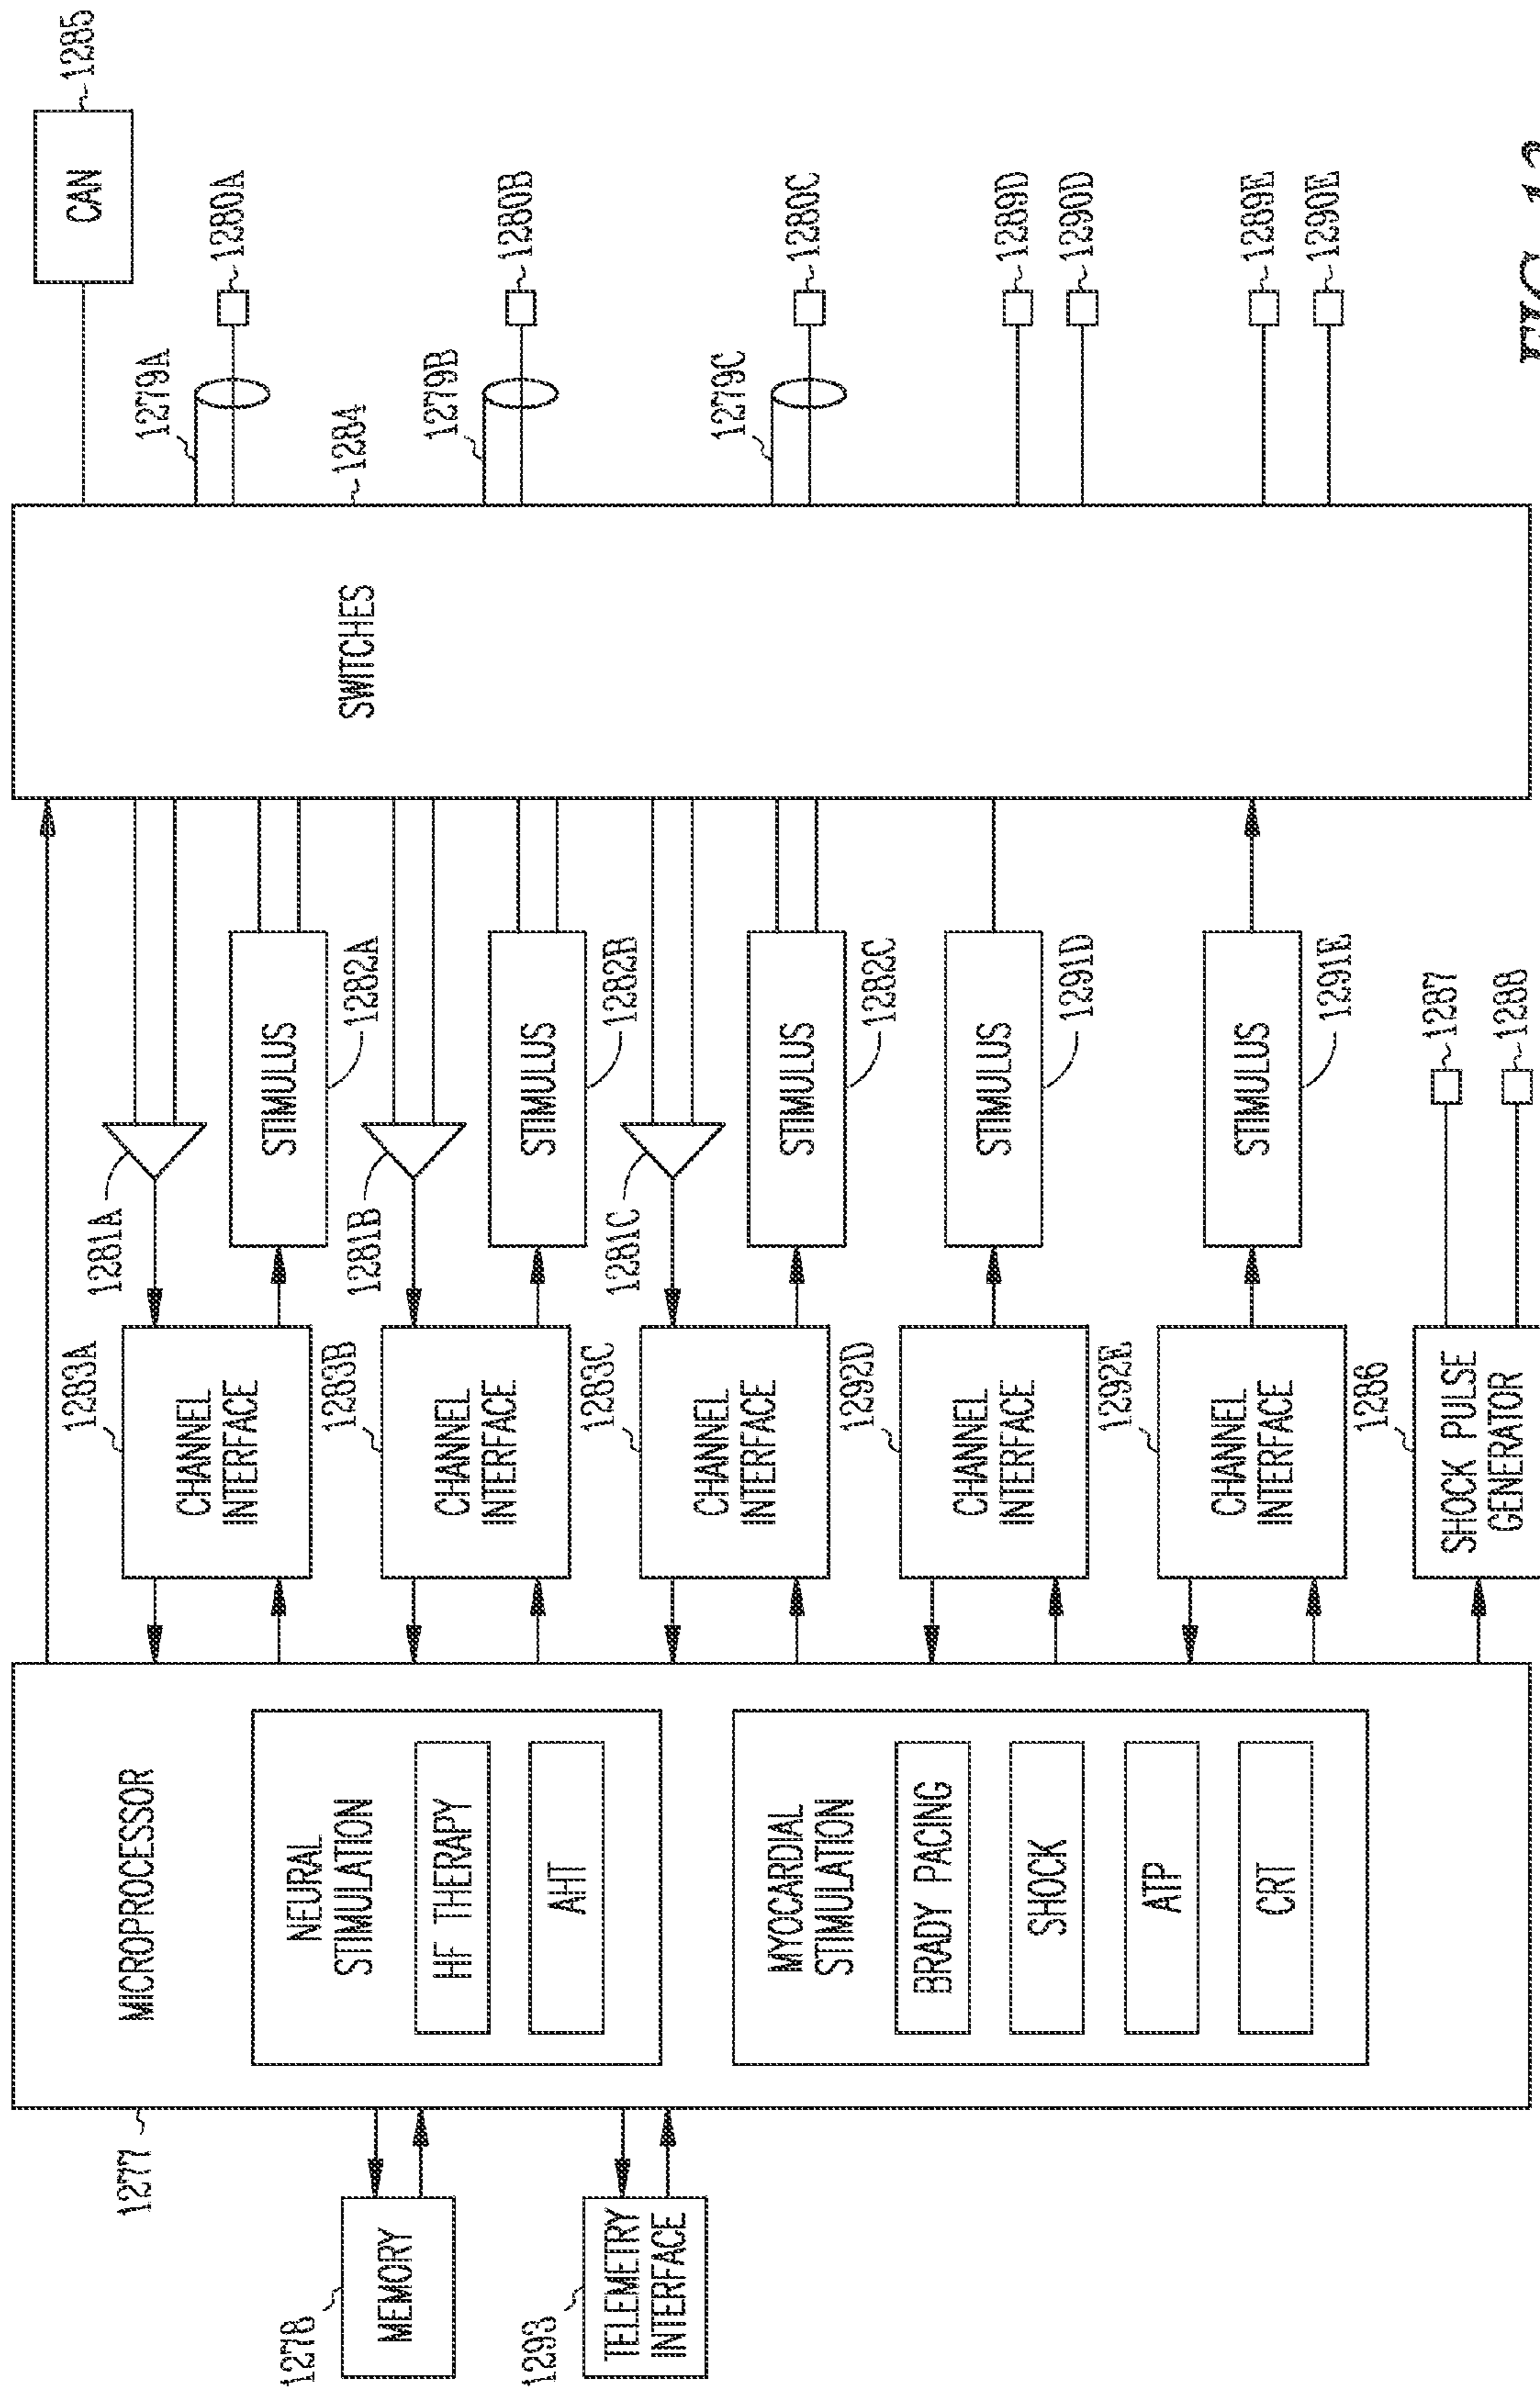 1277
MICROPROCESSOR
NEURAL
STIMULATION
HF THERAPY
AHT
MYOCARDIAL
STIMULATION
BRADY PACING
SHOCK
ATP
CRT
1278
MEMORY
1293
TELEMETRY
INTERFACE
1283A
CHANNEL
INTERFACE
1281A
STIMULUS
1282A
1283B
CHANNEL
INTERFACE
1281B
STIMULUS
1282B
1283C
CHANNEL
INTERFACE
1281C
STIMULUS
1282C
1292D
CHANNEL
INTERFACE
STIMULUS
1291D
1292E
CHANNEL
INTERFACE
STIMULUS
1291E
1286
SHOCK PULSE
GENERATOR
1287
1288
SWITCHES
1284
CAN
1285
1279A
1280A
1279B
1280B
1279C
1280C
1289D
1290D
1289E
1290E